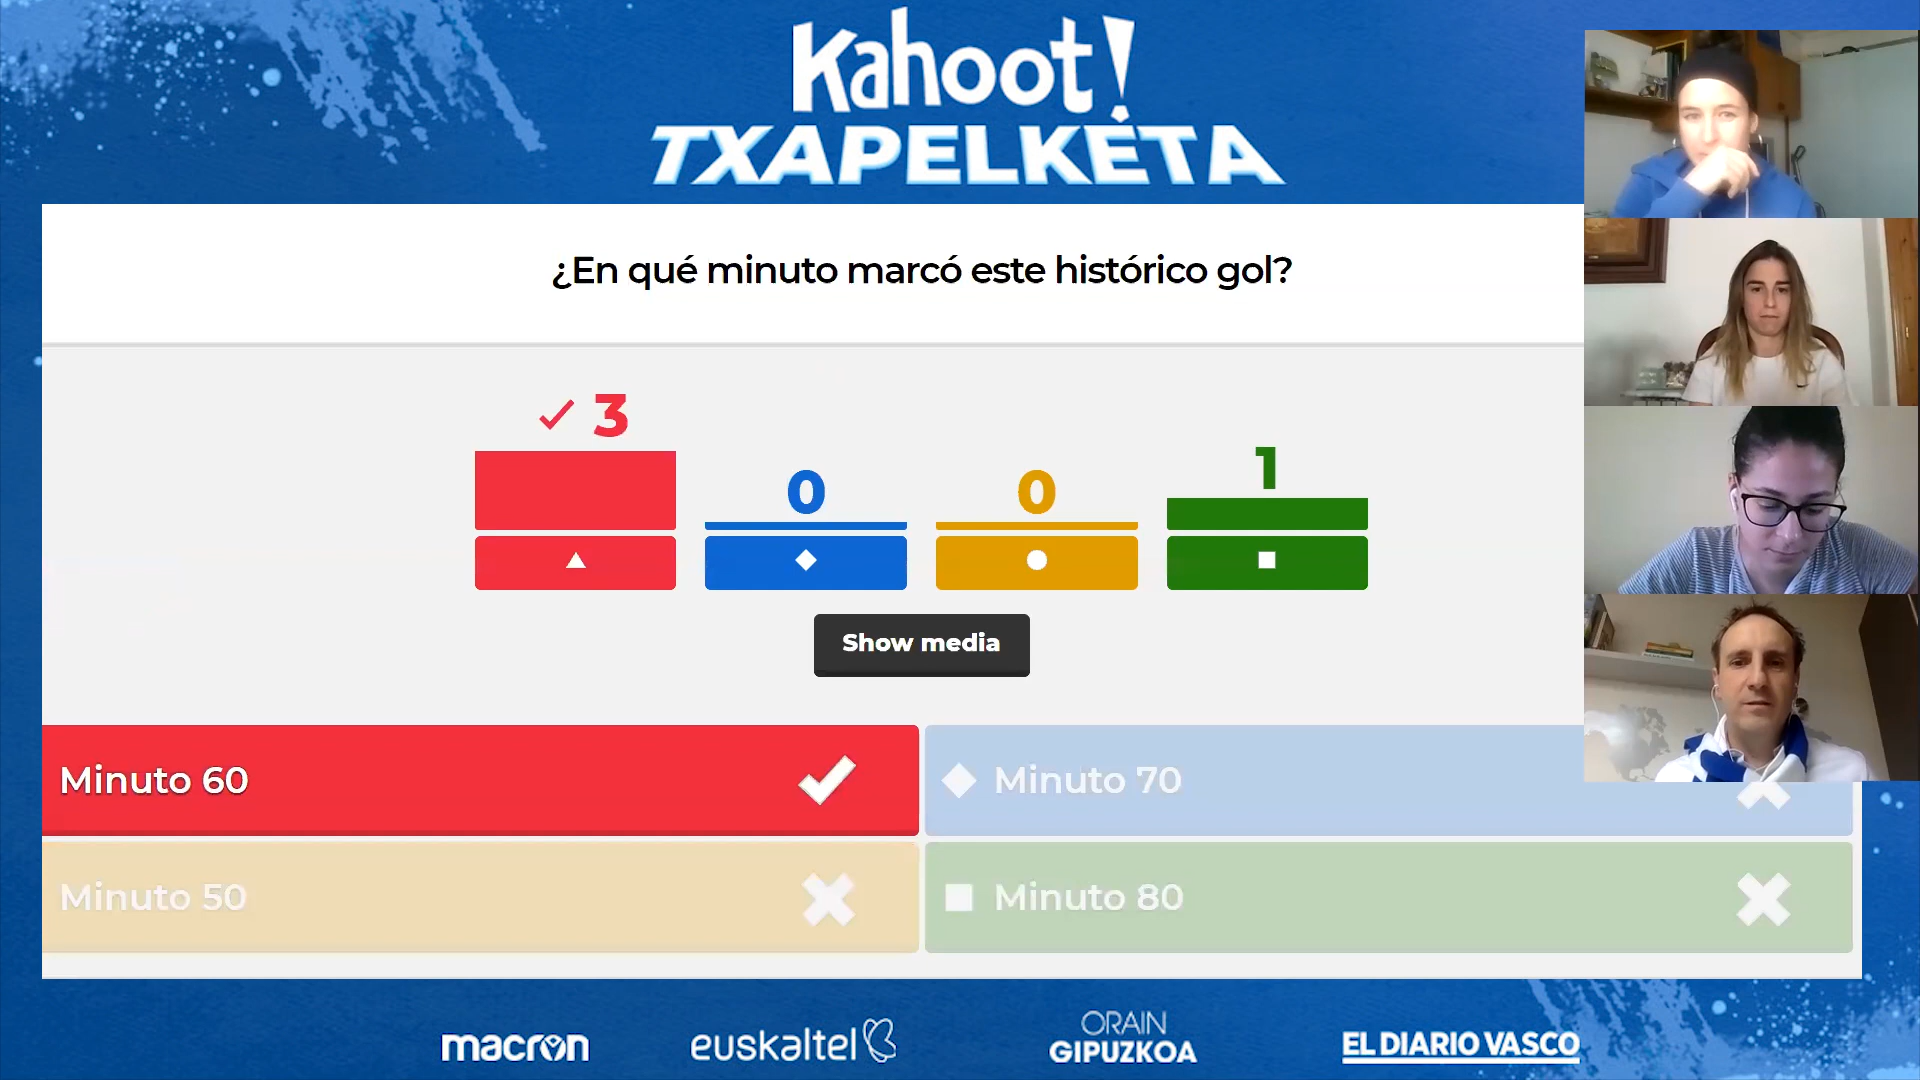 Kahoot!
TXAPELKETA
¿En qué minuto marcó este histórico gol?
3
0
0
1
Show media
Minuto 60
Minuto 70
Minuto 50
Minuto 80
macron
euskaltel
ORAIN
GIPUZKOA
EL DIARIO VASCO